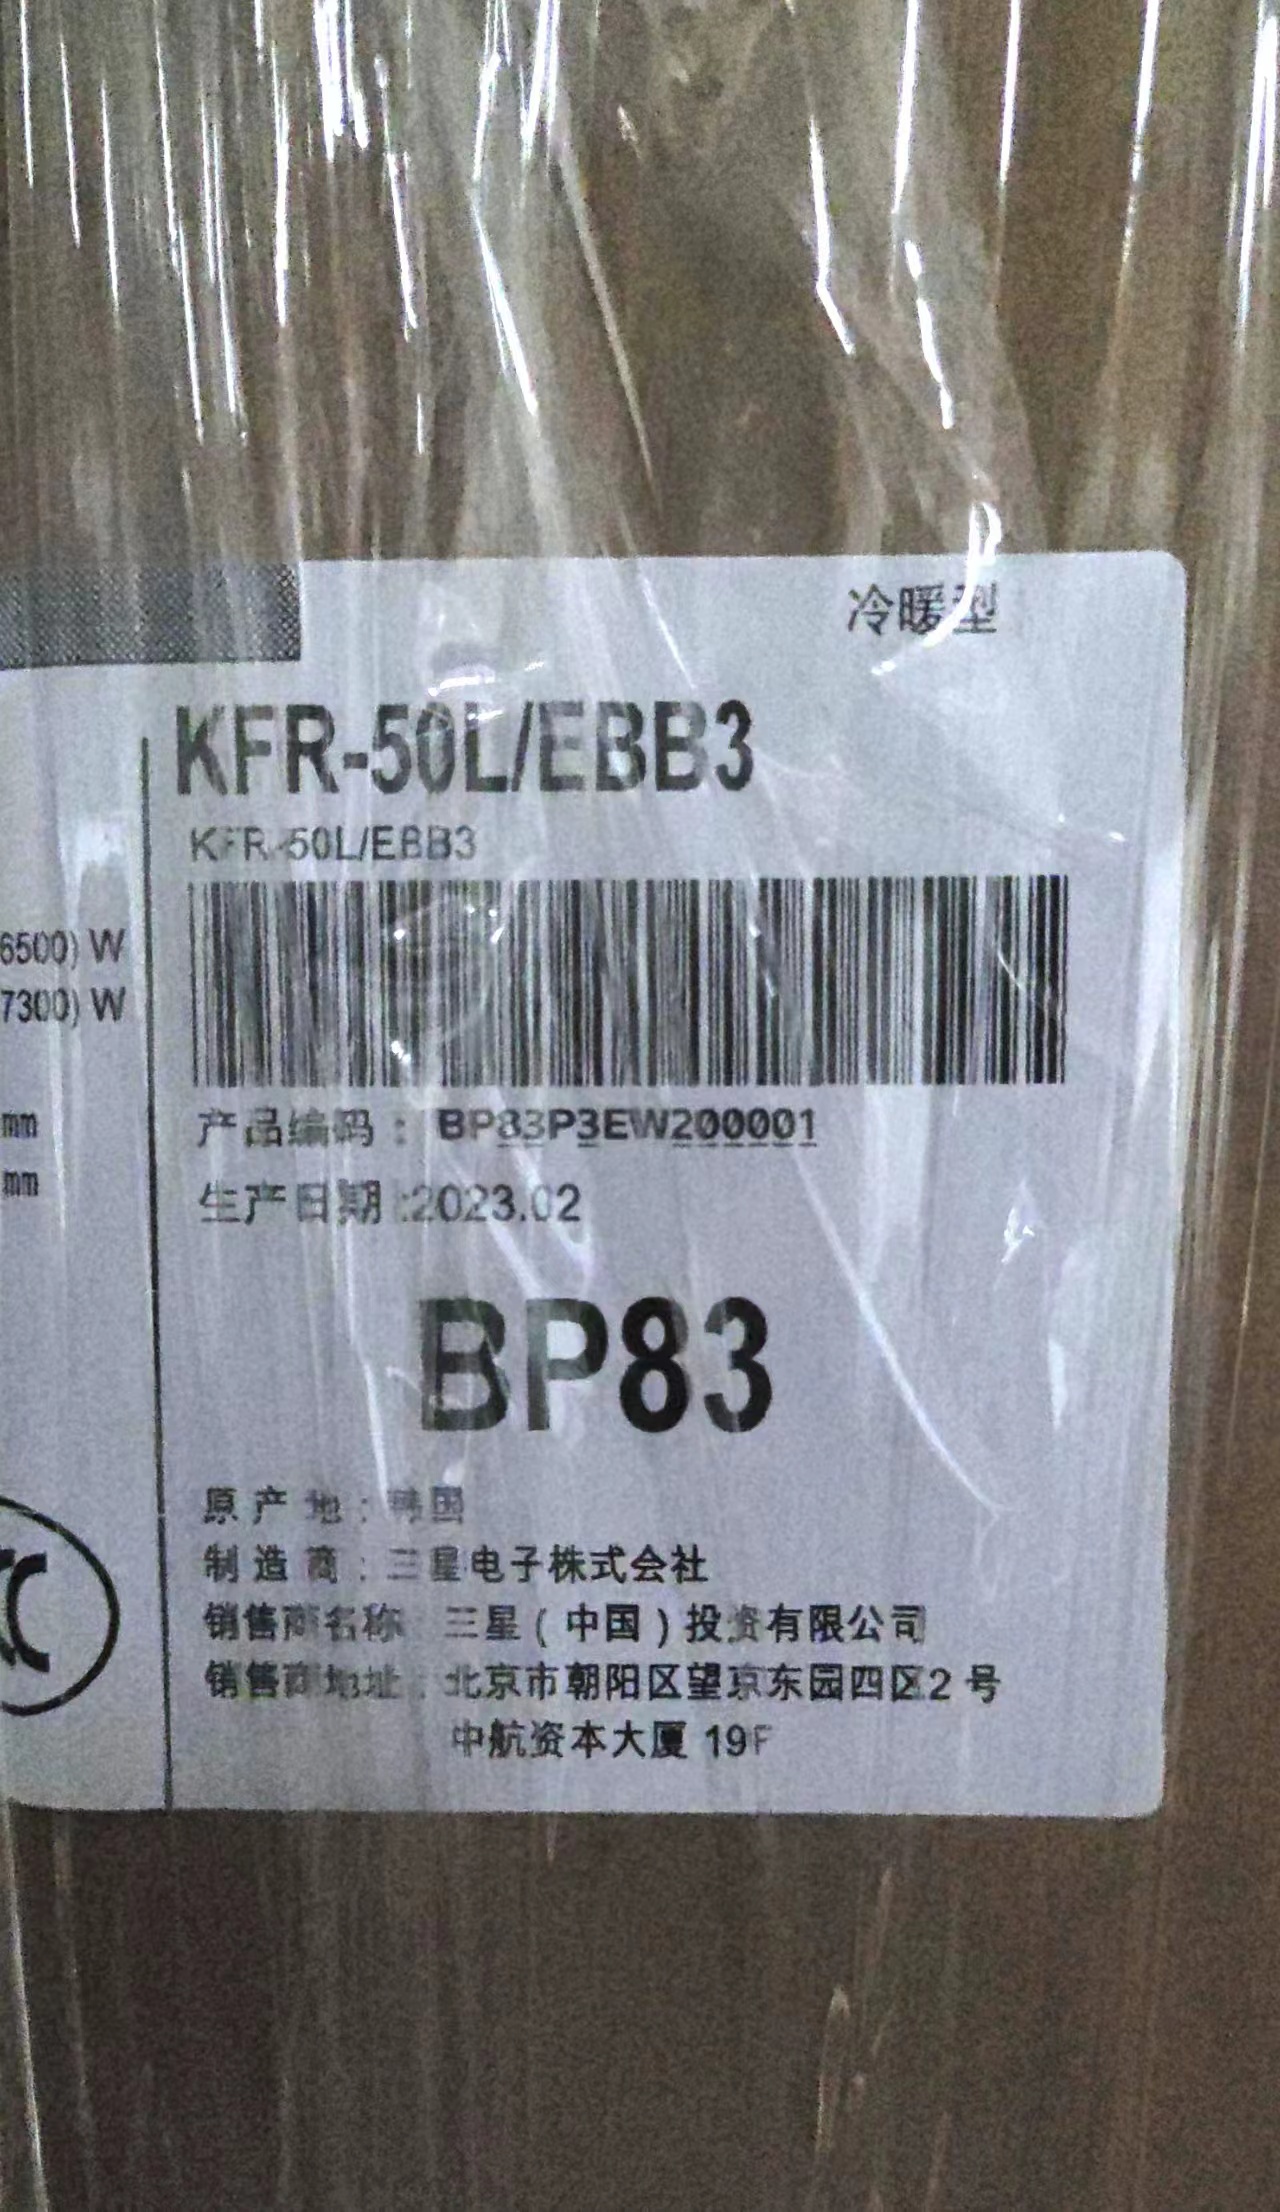 冷暖型
KFR-50L/EBB3
KFR-50L/EBB3
6500) W
7300) W
mm
mm
产品编码： BP83P3EW200001
生产日期:2023.02
BP83
原产地：韩国
制造商：三星电子株式会社
销售商名称：三星（中国）投资有限公司
销售商地址：北京市朝阳区望京东园四区2号
中航资本大厦 19F